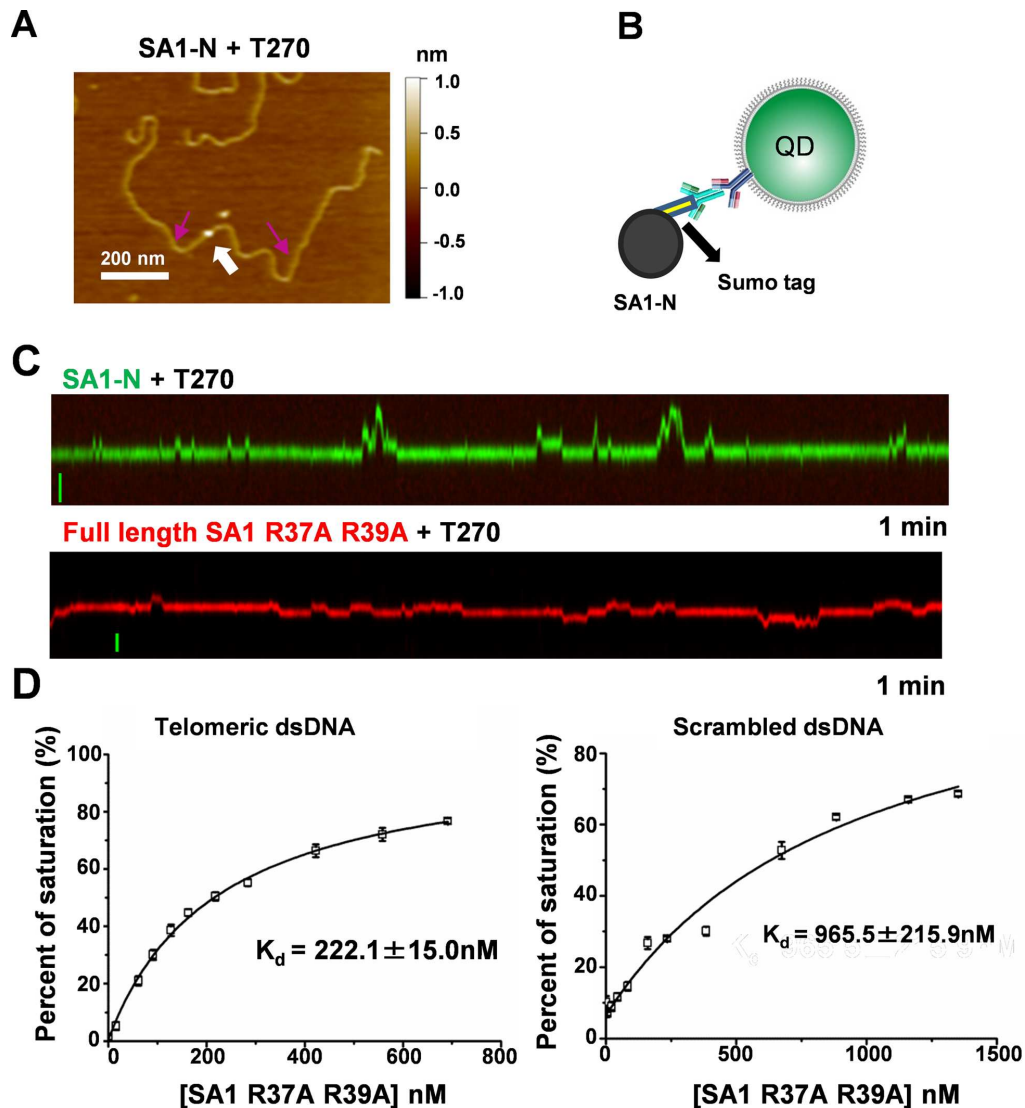 A
SA1-N + T270
nm
1.0
0.5
0.0
-0.5
-1.0
200 nm
B
QD
SA1-N
Sumo tag
C
SA1-N + T270
1 min
Full length SA1 R37A R39A + T270
1 min
D
Telomeric dsDNA
Percent of saturation (%)
100
80
60
40
20
0
Kd = 222.1±15.0nM
0 200 400 600 800
[SA1 R37A R39A] nM
Scrambled dsDNA
Percent of saturation (%)
80
60
40
20
0
Kd = 965.5±215.9nM
0 500 1000 1500
[SA1 R37A R39A] nM